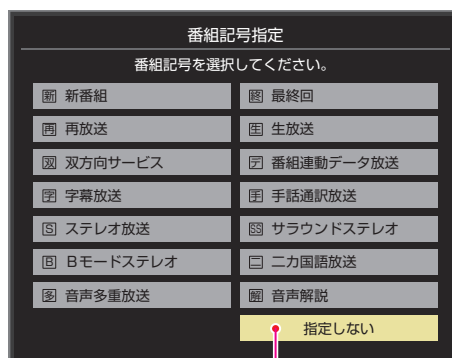 番組記号指定
番組記号を選択してください。
新 新番組
終 最終回
再 再放送
生 生放送
双 双方向サービス
デ 番組連動データ放送
字 字幕放送
手 手話通訳放送
S ステレオ放送
SS サラウンドステレオ
B Bモードステレオ
二 二カ国語放送
多 音声多重放送
解 音声解説
指定しない